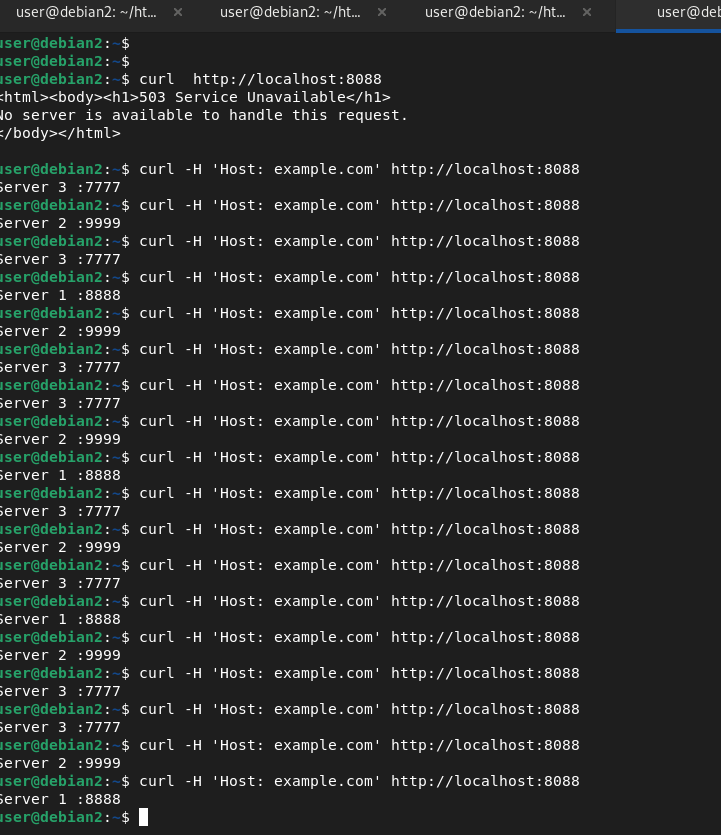 user@debian2: ~/ht... × user@debian2: ~/ht... × user@debian2: ~/ht... × user@deb
user@debian2:~$
user@debian2:~$
user@debian2:~$ curl  http://localhost:8088
<html><body><h1>503 Service Unavailable</h1>
No server is available to handle this request.
</body></html>
user@debian2:~$ curl -H 'Host: example.com' http://localhost:8088
Server 3 :7777
user@debian2:~$ curl -H 'Host: example.com' http://localhost:8088
Server 2 :9999
user@debian2:~$ curl -H 'Host: example.com' http://localhost:8088
Server 3 :7777
user@debian2:~$ curl -H 'Host: example.com' http://localhost:8088
Server 1 :8888
user@debian2:~$ curl -H 'Host: example.com' http://localhost:8088
Server 2 :9999
user@debian2:~$ curl -H 'Host: example.com' http://localhost:8088
Server 3 :7777
user@debian2:~$ curl -H 'Host: example.com' http://localhost:8088
Server 3 :7777
user@debian2:~$ curl -H 'Host: example.com' http://localhost:8088
Server 2 :9999
user@debian2:~$ curl -H 'Host: example.com' http://localhost:8088
Server 1 :8888
user@debian2:~$ curl -H 'Host: example.com' http://localhost:8088
Server 3 :7777
user@debian2:~$ curl -H 'Host: example.com' http://localhost:8088
Server 2 :9999
user@debian2:~$ curl -H 'Host: example.com' http://localhost:8088
Server 3 :7777
user@debian2:~$ curl -H 'Host: example.com' http://localhost:8088
Server 1 :8888
user@debian2:~$ curl -H 'Host: example.com' http://localhost:8088
Server 2 :9999
user@debian2:~$ curl -H 'Host: example.com' http://localhost:8088
Server 3 :7777
user@debian2:~$ curl -H 'Host: example.com' http://localhost:8088
Server 3 :7777
user@debian2:~$ curl -H 'Host: example.com' http://localhost:8088
Server 2 :9999
user@debian2:~$ curl -H 'Host: example.com' http://localhost:8088
Server 1 :8888
user@debian2:~$